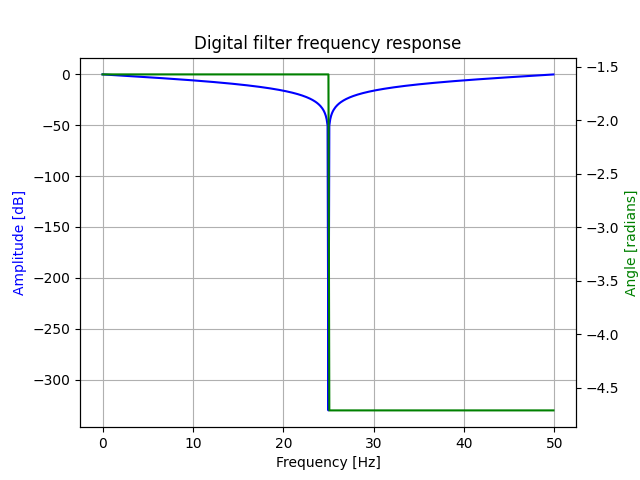 Digital filter frequency response
0
−50
−100
−150
−200
−250
−300
Amplitude [dB]
−1.5
−2.0
−2.5
−3.0
−3.5
−4.0
−4.5
Angle [radians]
0 10 20 30 40 50
Frequency [Hz]